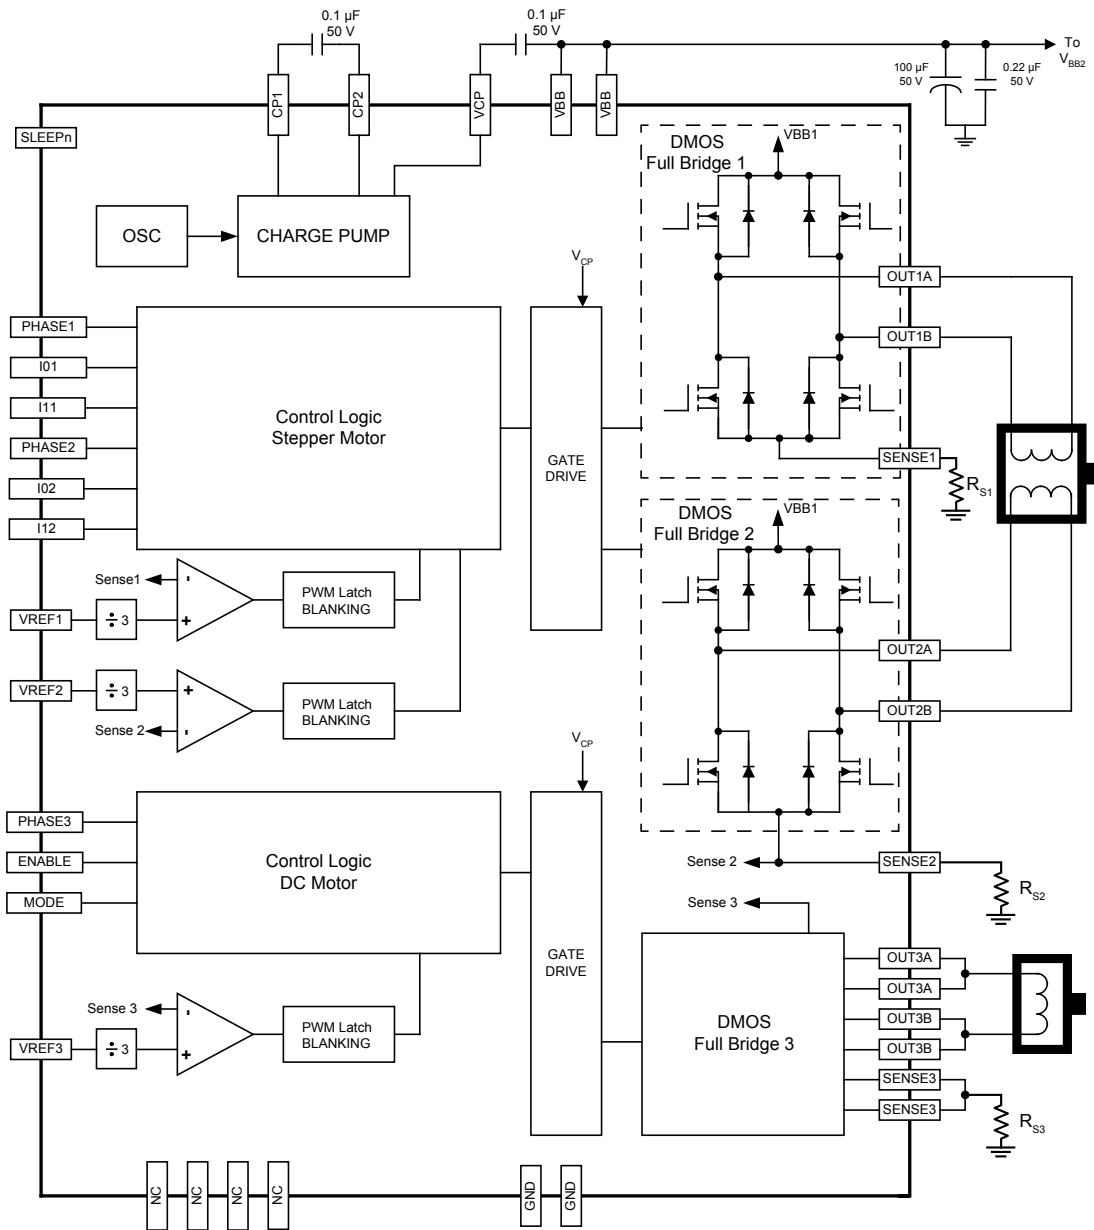 0.1 µF
50 V
0.1 µF
50 V
To
VBB2
100 µF
50 V
0.22 µF
50 V
CP1
CP2
VCP
VBB
VBB
SLEEPn
DMOS
Full Bridge 1
VBB1
OSC
CHARGE PUMP
VCP
OUT1A
OUT1B
PHASE1
I01
I11
PHASE2
I02
I12
Control Logic
Stepper Motor
GATE
DRIVE
SENSE1
RS1
DMOS
Full Bridge 2
VBB1
Sense1
-
+
VREF1
÷ 3
PWM Latch
BLANKING
VREF2
÷ 3
+
-
Sense 2
PWM Latch
BLANKING
OUT2A
OUT2B
VCP
PHASE3
ENABLE
MODE
Control Logic
DC Motor
GATE
DRIVE
Sense 2
SENSE2
RS2
Sense 3
DMOS
Full Bridge 3
OUT3A
OUT3A
OUT3B
OUT3B
SENSE3
SENSE3
RS3
Sense 3
-
+
VREF3
÷ 3
PWM Latch
BLANKING
NC
NC
NC
NC
GND
GND